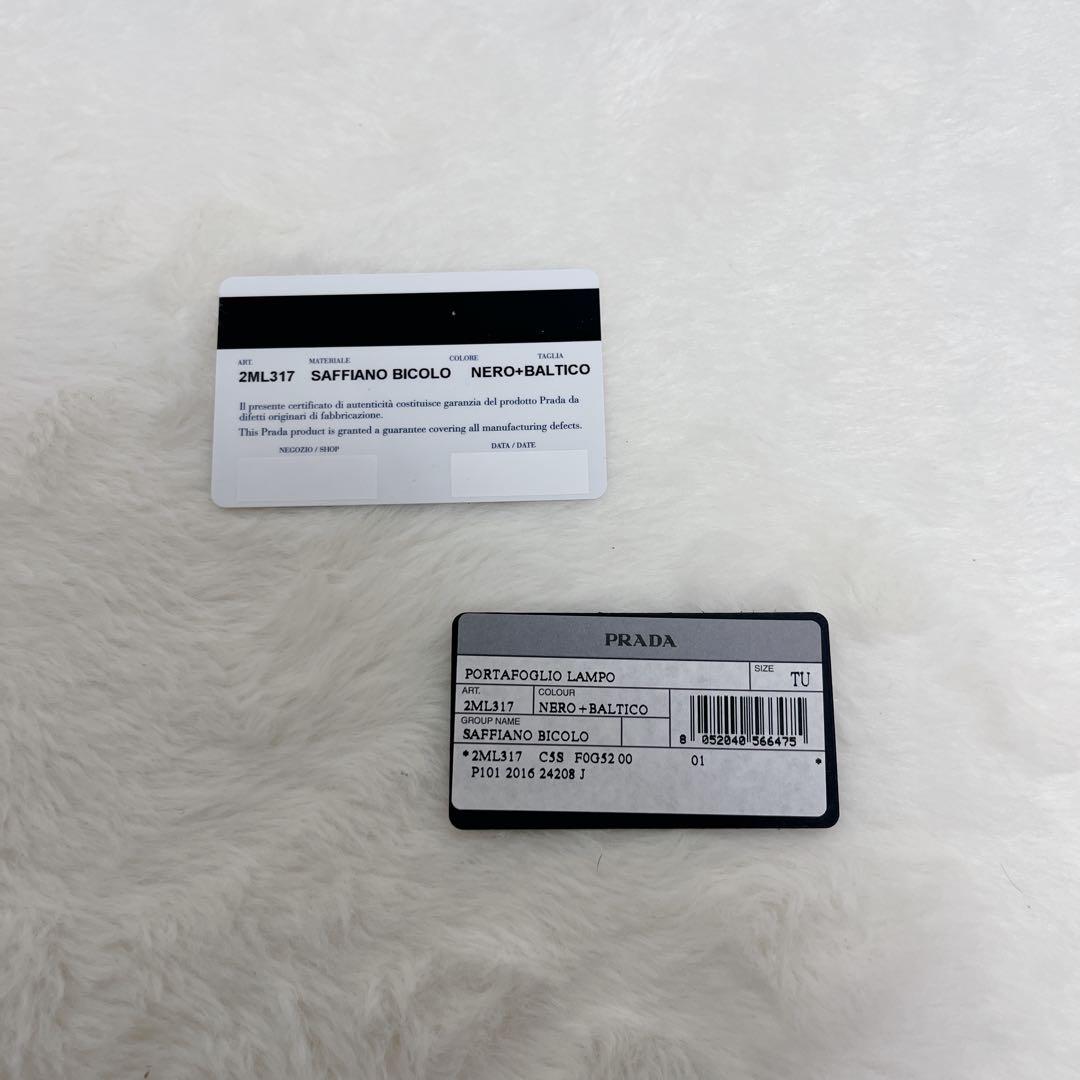 ART. MATERIALE COLORE TAGLIA
2ML317 SAFFIANO BICOLO NERO+BALTICO
Il presente certificato di autenticità costituisce garanzia del prodotto Prada da
difetti originari di fabbricazione.
This Prada product is granted a guarantee covering all manufacturing defects.
NEGOZIO / SHOP DATA / DATE
PRADA
PORTAFOGLIO LAMPO SIZE TU
ART. COLOUR
2ML317 NERO+BALTICO
GROUP NAME
SAFFIANO BICOLO
8 052040 566475
*2ML317 C5S F0G52 00 01 *
P101 2016 24208 J